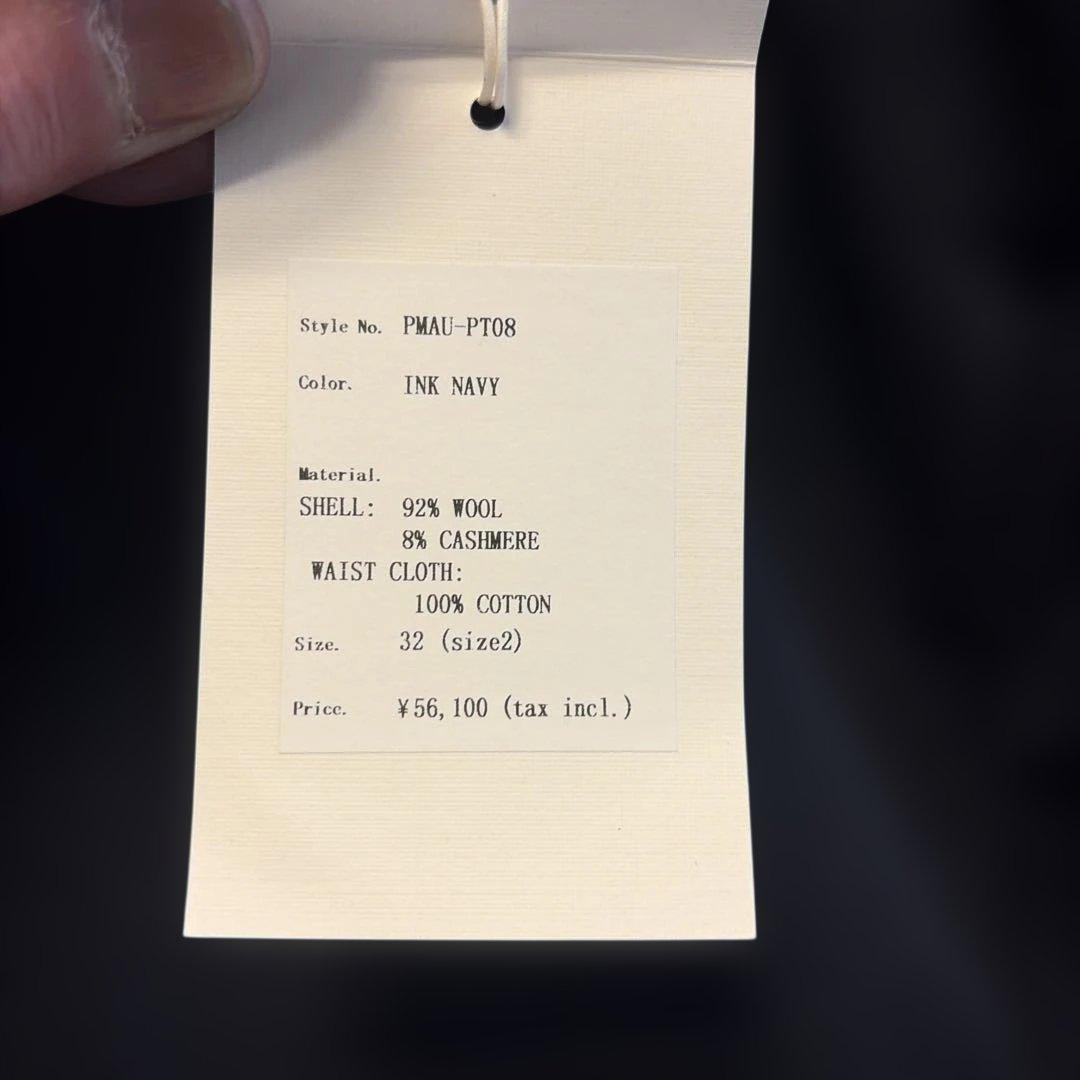 Style No. PMAU-PT08
Color. INK NAVY
Material.
SHELL: 92% WOOL
8% CASHMERE
WAIST CLOTH:
100% COTTON
Size. 32 (size2)
Price. ¥56,100 (tax incl.)